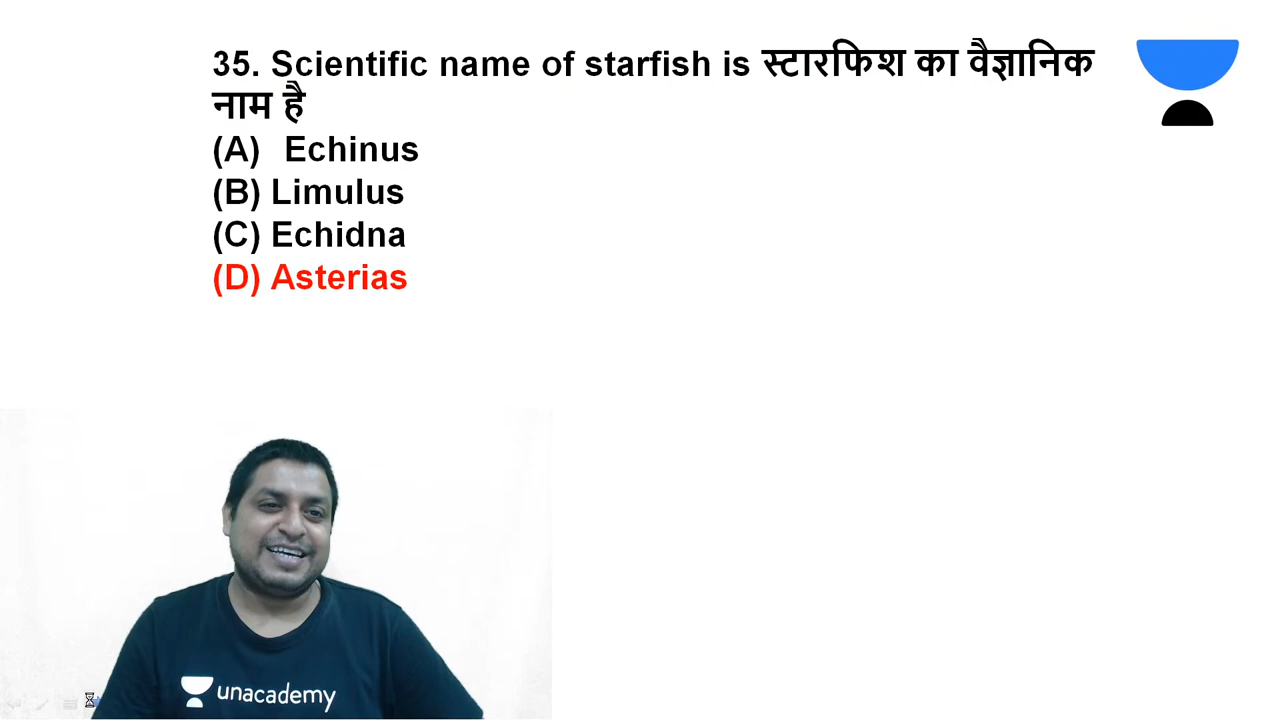 35. Scientific name of starfish is स्टारफिश का वैज्ञानिक
नाम है
(A) Echinus
(B) Limulus
(C) Echidna
(D) Asterias
unacademy